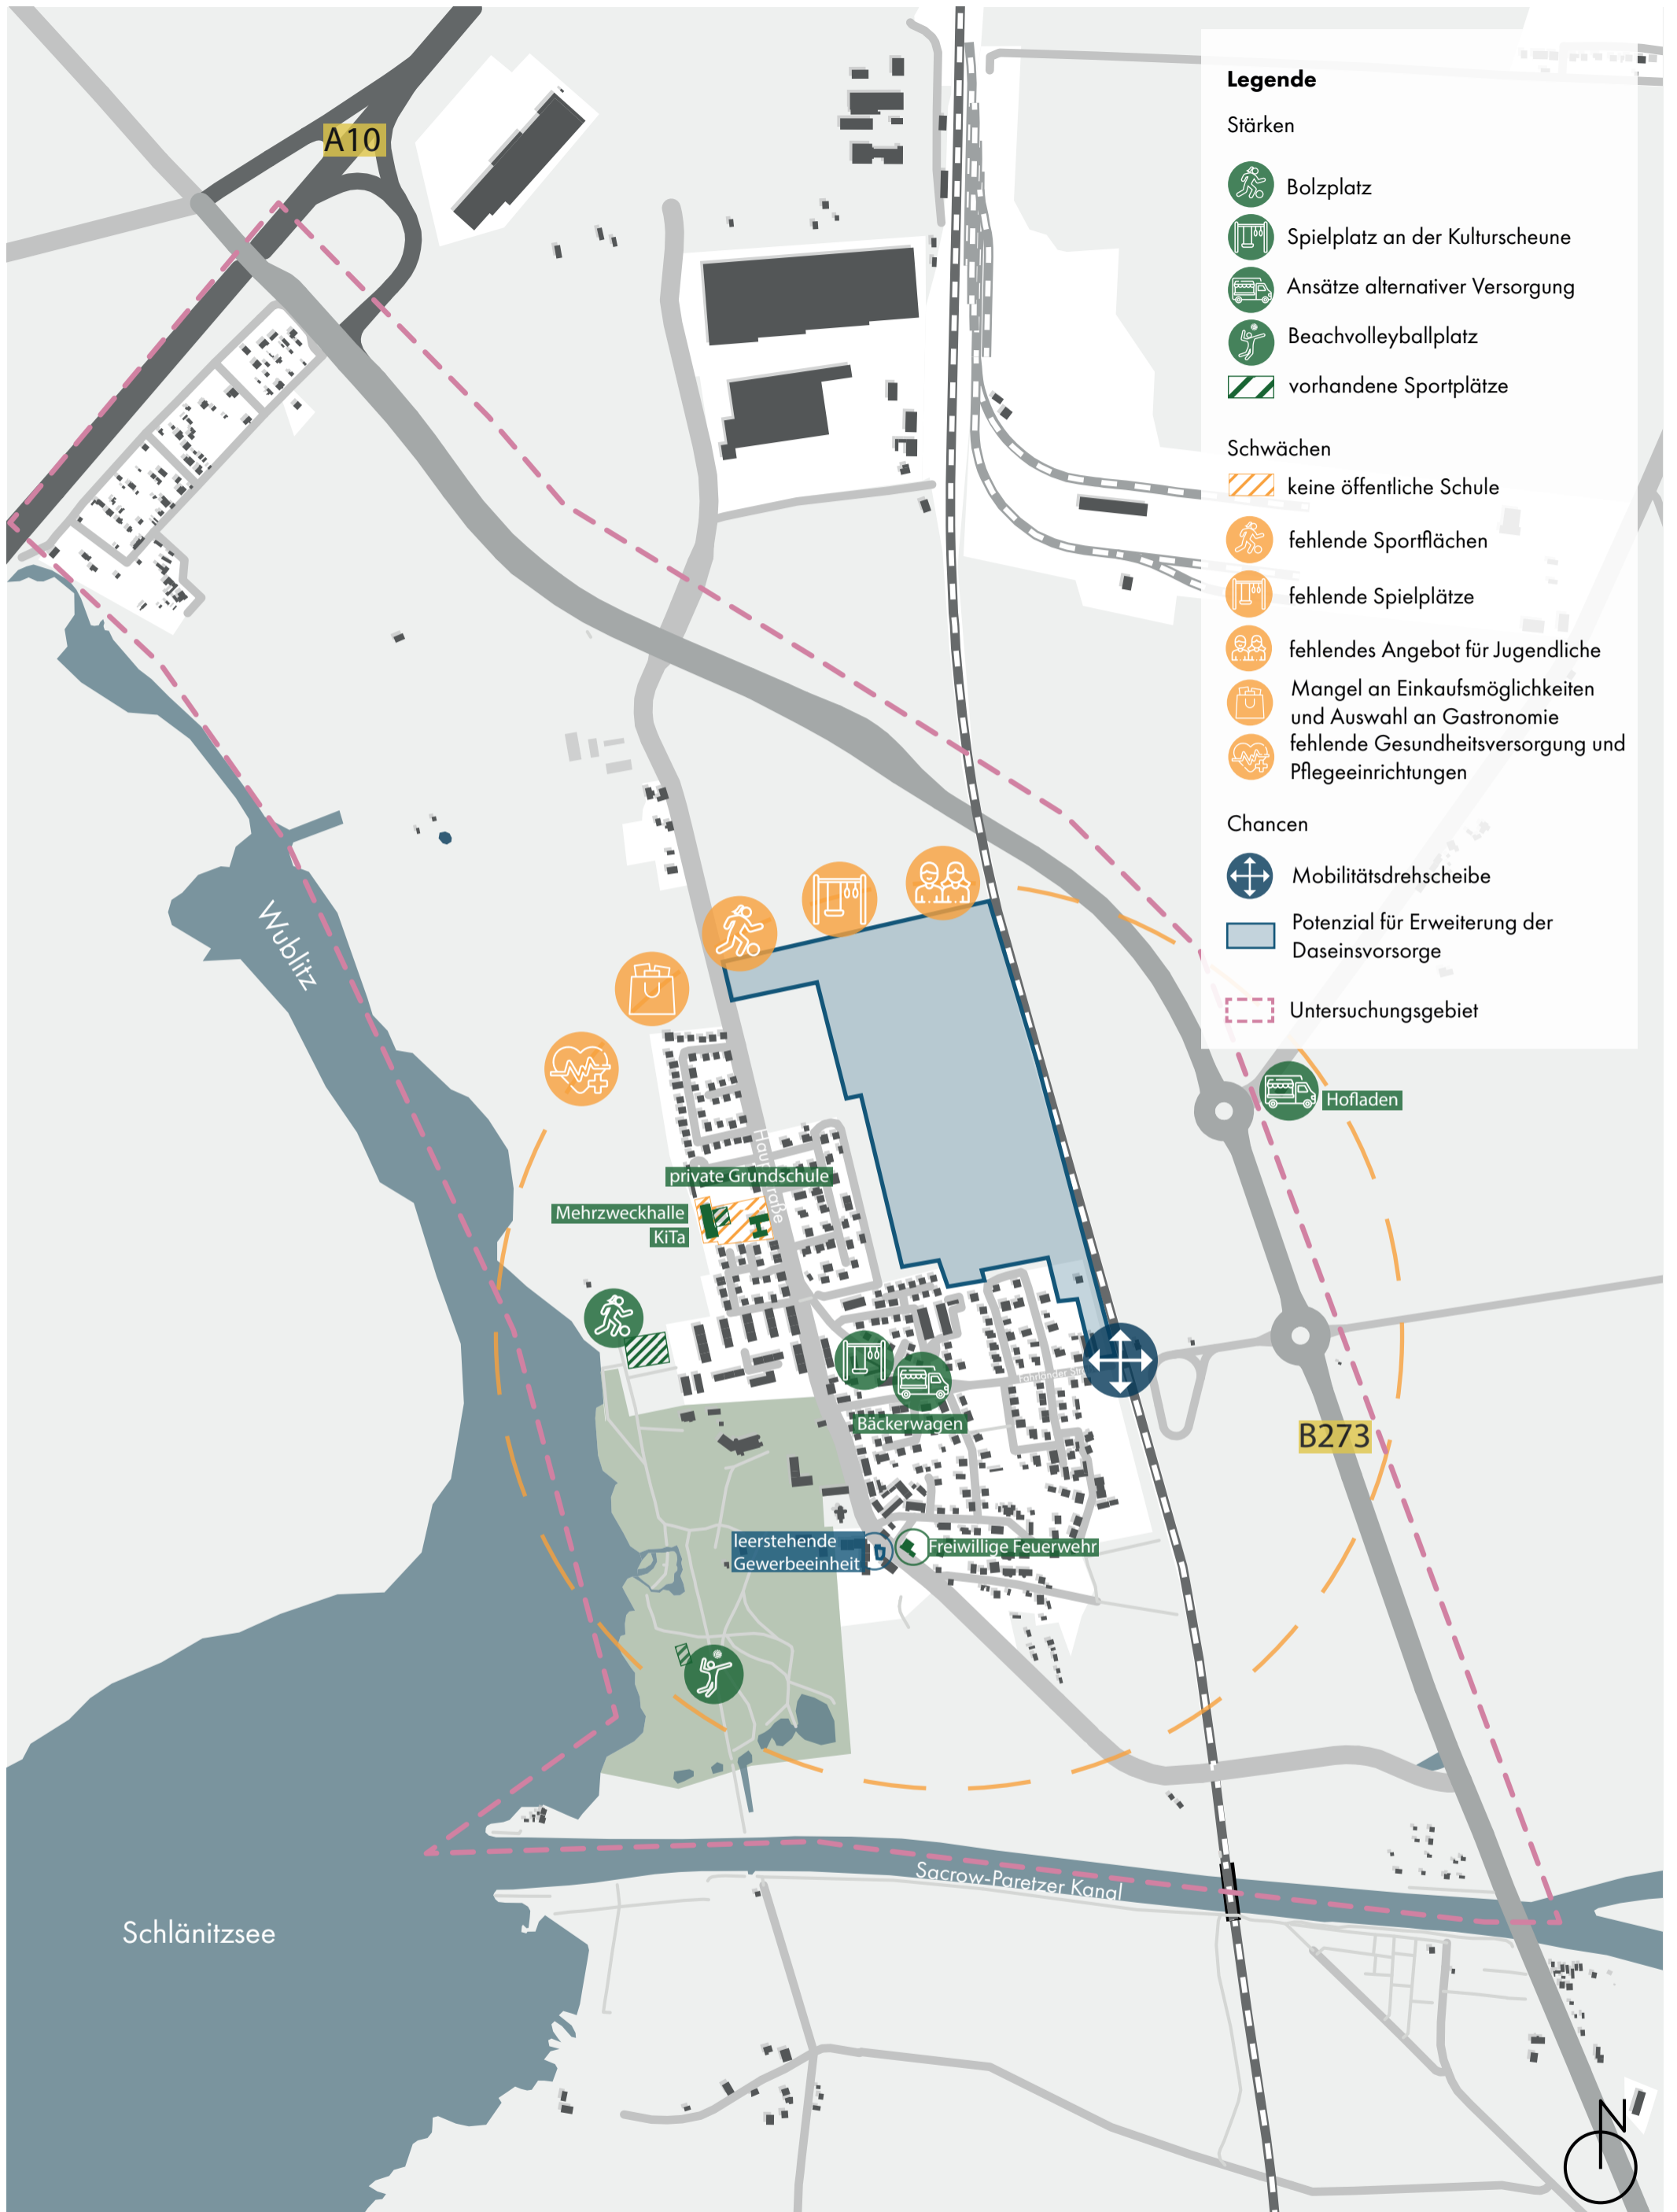 A10
Legende
Stärken
Bolzplatz
Spielplatz an der Kulturscheune
Ansätze alternativer Versorgung
Beachvolleyballplatz
vorhandene Sportplätze
Schwächen
keine öffentliche Schule
fehlende Sportflächen
fehlende Spielplätze
fehlendes Angebot für Jugendliche
Mangel an Einkaufsmöglichkeiten
und Auswahl an Gastronomie
fehlende Gesundheitsversorgung und
Pflegeeinrichtungen
Chancen
Mobilitätsdrehscheibe
Potenzial für Erweiterung der
Daseinsvorsorge
Untersuchungsgebiet
Wublitz
Hofladen
private Grundschule
Mehrzweckhalle
KiTa
Bäckerwagen
B273
leerstehende
Gewerbeeinheit
Freiwillige Feuerwehr
Sacrow-Paretzer Kanal
Schlänitzsee
N